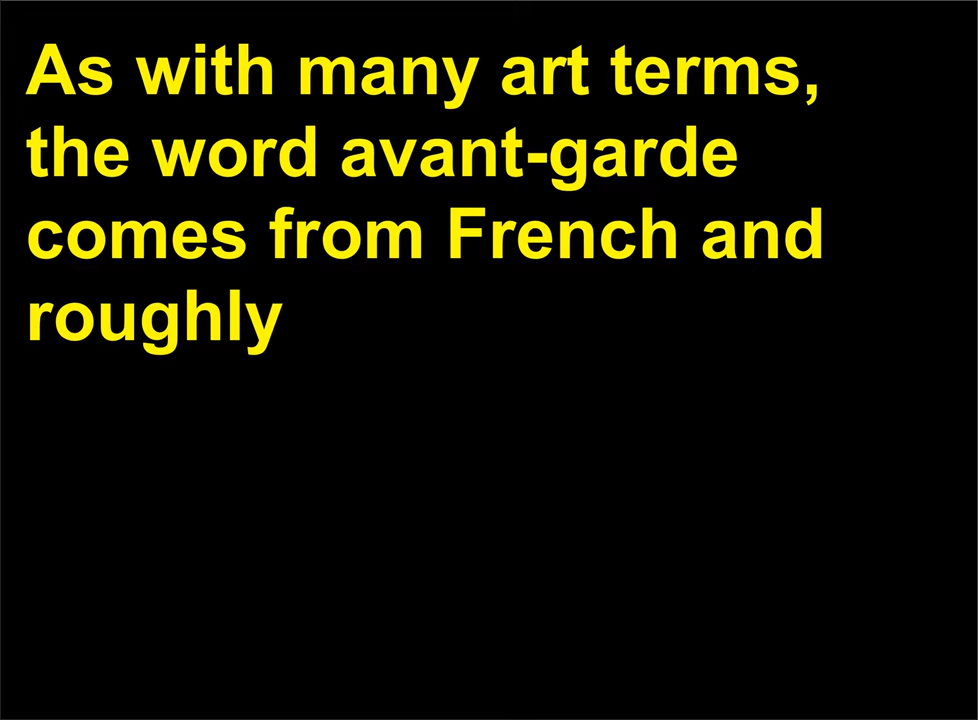 As with many art terms,
the word avant-garde
comes from French and
roughly